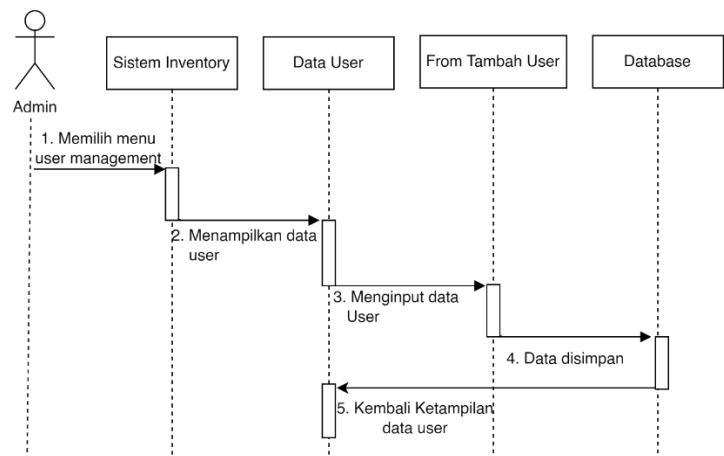 Sistem Inventory
Data User
From Tambah User
Database
Admin
1. Memilih menu
user management
2. Menampilkan data
user
3. Menginput data
User
4. Data disimpan
5. Kembali Ketampilan
data user